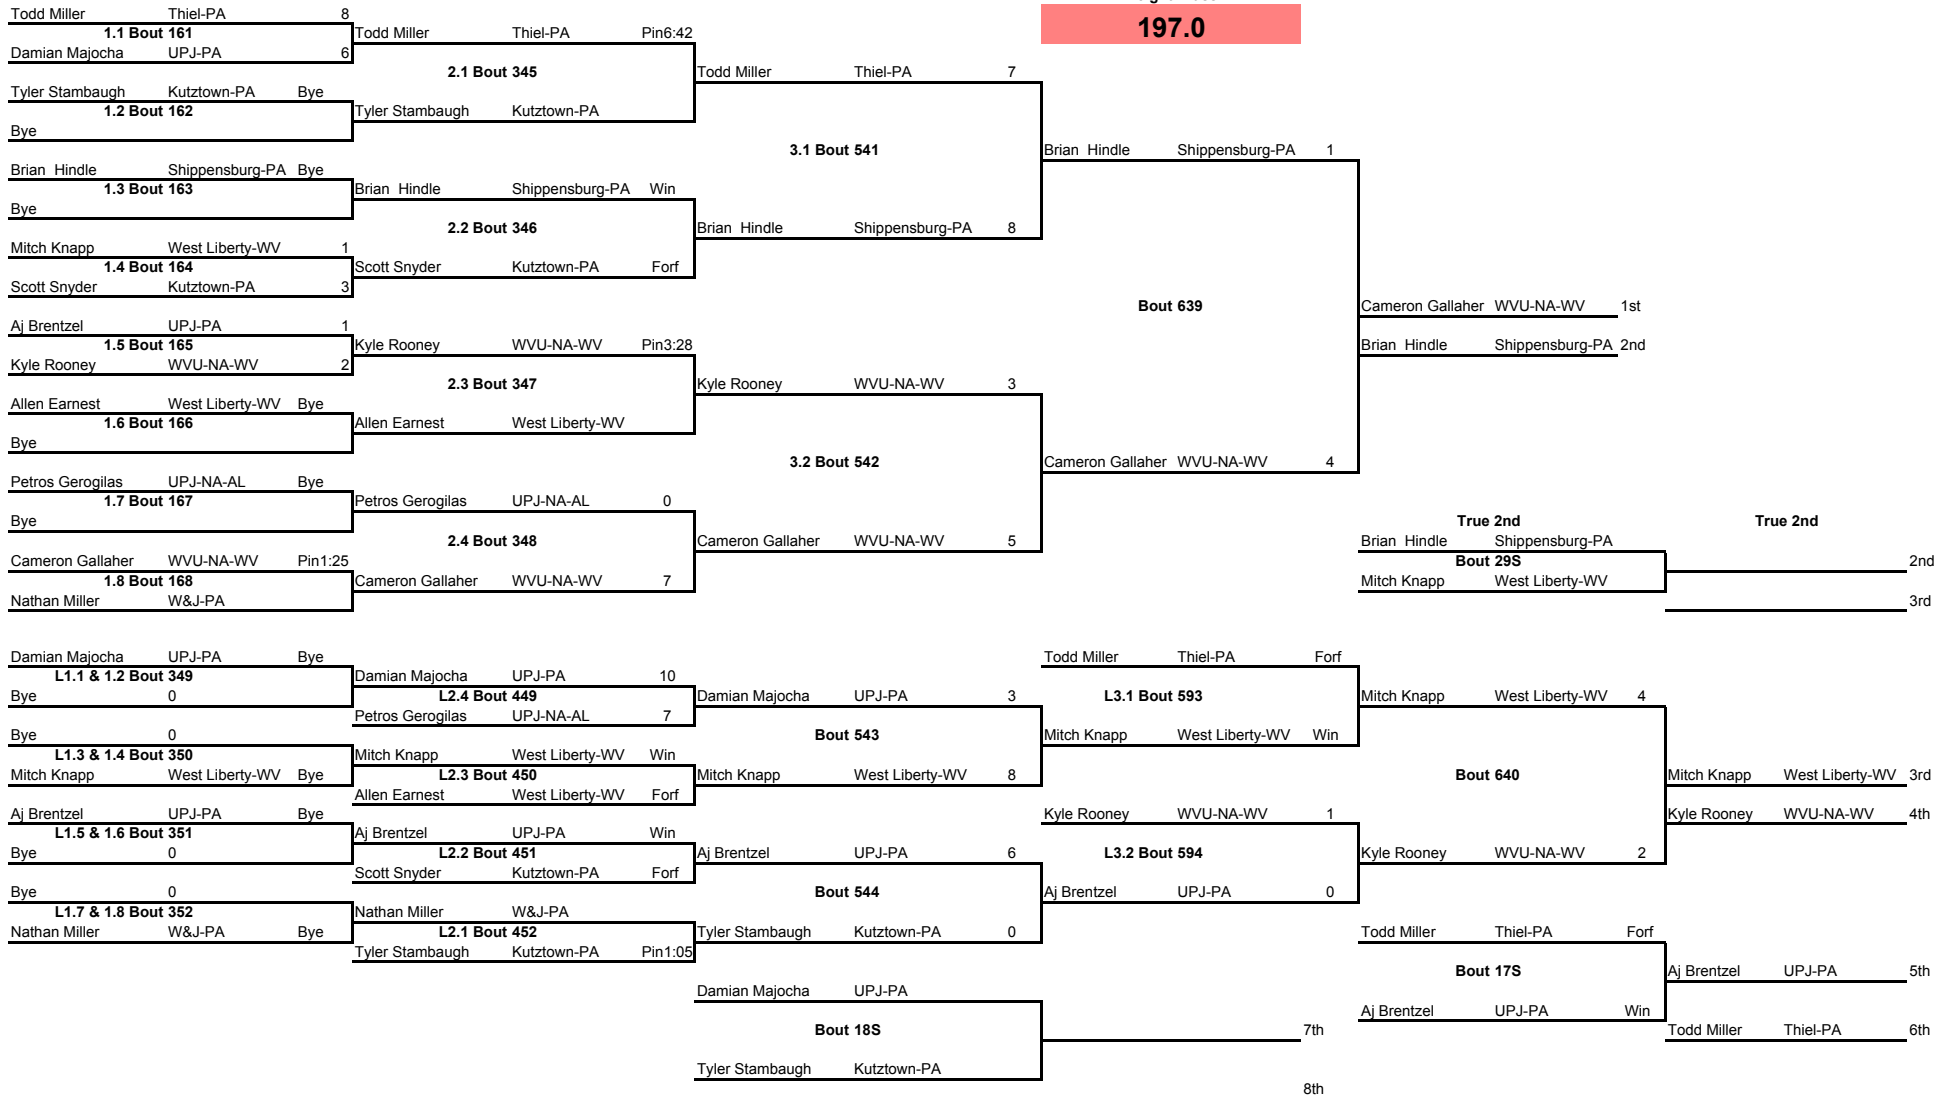 197.0
Todd Miller Thiel-PA 8
1.1 Bout 161
Damian Majocha UPJ-PA 6
Tyler Stambaugh Kutztown-PA Bye
1.2 Bout 162
Bye
Brian Hindle Shippensburg-PA Bye
1.3 Bout 163
Bye
Mitch Knapp West Liberty-WV 1
1.4 Bout 164
Scott Snyder Kutztown-PA 3
Aj Brentzel UPJ-PA 1
1.5 Bout 165
Kyle Rooney WVU-NA-WV 2
Allen Earnest West Liberty-WV Bye
1.6 Bout 166
Bye
Petros Gerogilas UPJ-NA-AL Bye
1.7 Bout 167
Bye
Cameron Gallaher WVU-NA-WV Pin1:25
1.8 Bout 168
Nathan Miller W&J-PA
Todd Miller Thiel-PA Pin6:42
2.1 Bout 345
Tyler Stambaugh Kutztown-PA
Brian Hindle Shippensburg-PA Win
2.2 Bout 346
Scott Snyder Kutztown-PA Forf
Kyle Rooney WVU-NA-WV Pin3:28
2.3 Bout 347
Allen Earnest West Liberty-WV
Petros Gerogilas UPJ-NA-AL 0
2.4 Bout 348
Cameron Gallaher WVU-NA-WV 7
Todd Miller Thiel-PA 7
3.1 Bout 541
Brian Hindle Shippensburg-PA 8
Kyle Rooney WVU-NA-WV 3
3.2 Bout 542
Cameron Gallaher WVU-NA-WV 5
Brian Hindle Shippensburg-PA 1
Bout 639
Cameron Gallaher WVU-NA-WV 4
Cameron Gallaher WVU-NA-WV 1st
Brian Hindle Shippensburg-PA 2nd
True 2nd True 2nd
Brian Hindle Shippensburg-PA
Bout 29S
Mitch Knapp West Liberty-WV
2nd
3rd
Damian Majocha UPJ-PA Bye
L1.1 & 1.2 Bout 349
Bye 0
Bye 0
L1.3 & 1.4 Bout 350
Mitch Knapp West Liberty-WV Bye
Aj Brentzel UPJ-PA Bye
L1.5 & 1.6 Bout 351
Bye 0
Bye 0
L1.7 & 1.8 Bout 352
Nathan Miller W&J-PA Bye
Damian Majocha UPJ-PA 10
L2.4 Bout 449
Petros Gerogilas UPJ-NA-AL 7
Mitch Knapp West Liberty-WV Win
L2.3 Bout 450
Allen Earnest West Liberty-WV Forf
Aj Brentzel UPJ-PA Win
L2.2 Bout 451
Scott Snyder Kutztown-PA Forf
Nathan Miller W&J-PA
L2.1 Bout 452
Tyler Stambaugh Kutztown-PA Pin1:05
Damian Majocha UPJ-PA 3
Bout 543
Mitch Knapp West Liberty-WV 8
Aj Brentzel UPJ-PA 6
Bout 544
Tyler Stambaugh Kutztown-PA 0
Damian Majocha UPJ-PA
Bout 18S
Tyler Stambaugh Kutztown-PA
7th
8th
Todd Miller Thiel-PA Forf
L3.1 Bout 593
Mitch Knapp West Liberty-WV Win
Kyle Rooney WVU-NA-WV 1
L3.2 Bout 594
Aj Brentzel UPJ-PA 0
Mitch Knapp West Liberty-WV 4
Bout 640
Kyle Rooney WVU-NA-WV 2
Mitch Knapp West Liberty-WV 3rd
Kyle Rooney WVU-NA-WV 4th
Todd Miller Thiel-PA Forf
Bout 17S
Aj Brentzel UPJ-PA Win
Aj Brentzel UPJ-PA 5th
Todd Miller Thiel-PA 6th